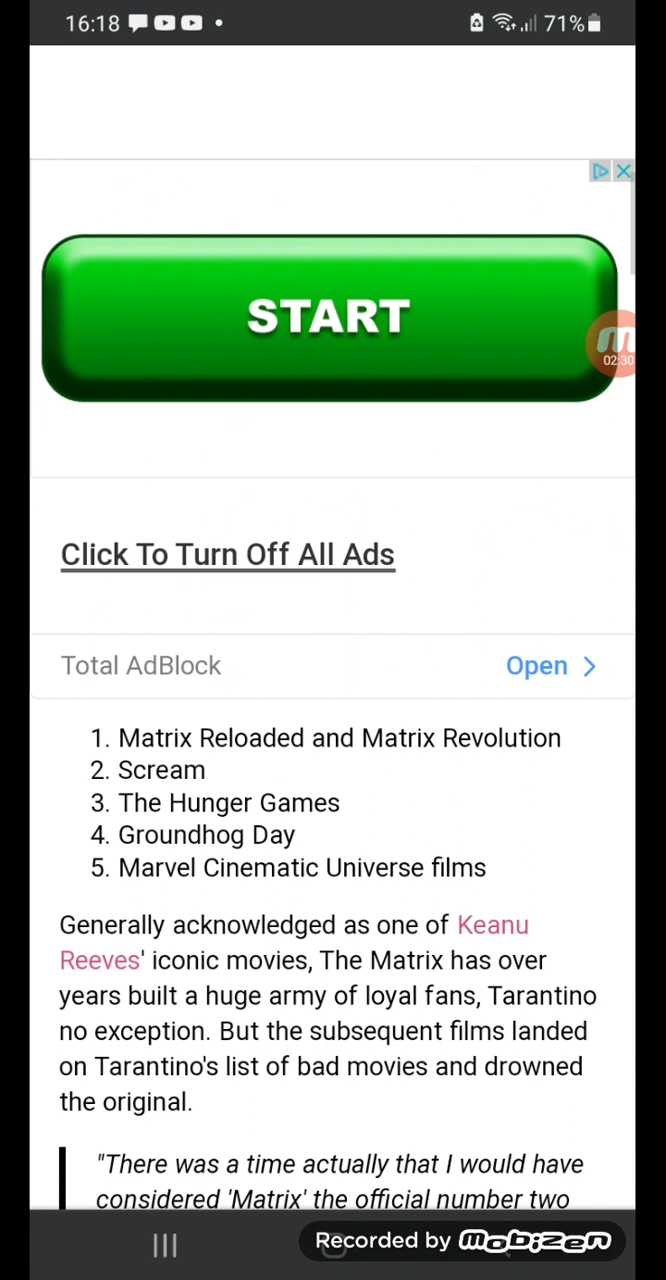 16:18 71%
START
02:30
Click To Turn Off All Ads
Total AdBlock Open
1. Matrix Reloaded and Matrix Revolution
2. Scream
3. The Hunger Games
4. Groundhog Day
5. Marvel Cinematic Universe films
Generally acknowledged as one of Keanu
Reeves' iconic movies, The Matrix has over
years built a huge army of loyal fans, Tarantino
no exception. But the subsequent films landed
on Tarantino's list of bad movies and drowned
the original.
"There was a time actually that I would have
considered 'Matrix' the official number two
Recorded by mobizen